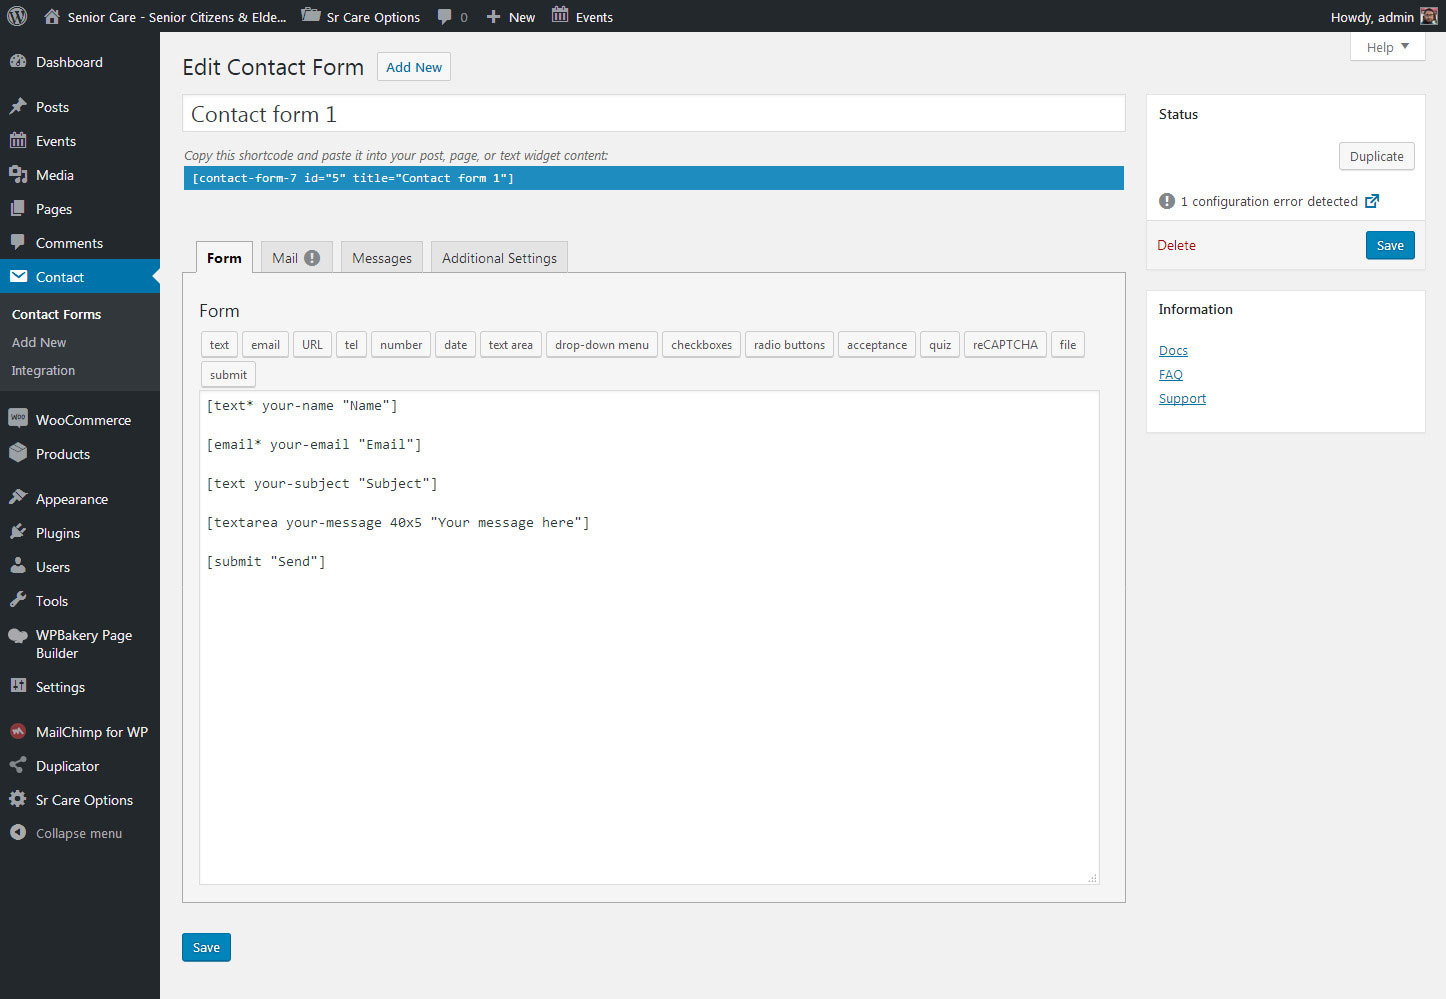 Senior Care - Senior Citizens & Elde...
Sr Care Options
0
New
Events
Howdy, admin
Help
Dashboard
Posts
Events
Media
Pages
Comments
Contact
Contact Forms
Add New
Integration
WooCommerce
Products
Appearance
Plugins
Users
Tools
WPBakery Page
Builder
Settings
MailChimp for WP
Duplicator
Sr Care Options
Collapse menu
Edit Contact Form
Add New
Contact form 1
Copy this shortcode and paste it into your post, page, or text widget content:
[contact-form-7 id="5" title="Contact form 1"]
Form
Mail
Messages
Additional Settings
Form
text
email
URL
tel
number
date
text area
drop-down menu
checkboxes
radio buttons
acceptance
quiz
reCAPTCHA
file
submit
[text* your-name "Name"]
[email* your-email "Email"]
[text your-subject "Subject"]
[textarea your-message 40x5 "Your message here"]
[submit "Send"]
Save
Status
Duplicate
1 configuration error detected
Delete
Save
Information
Docs
FAQ
Support